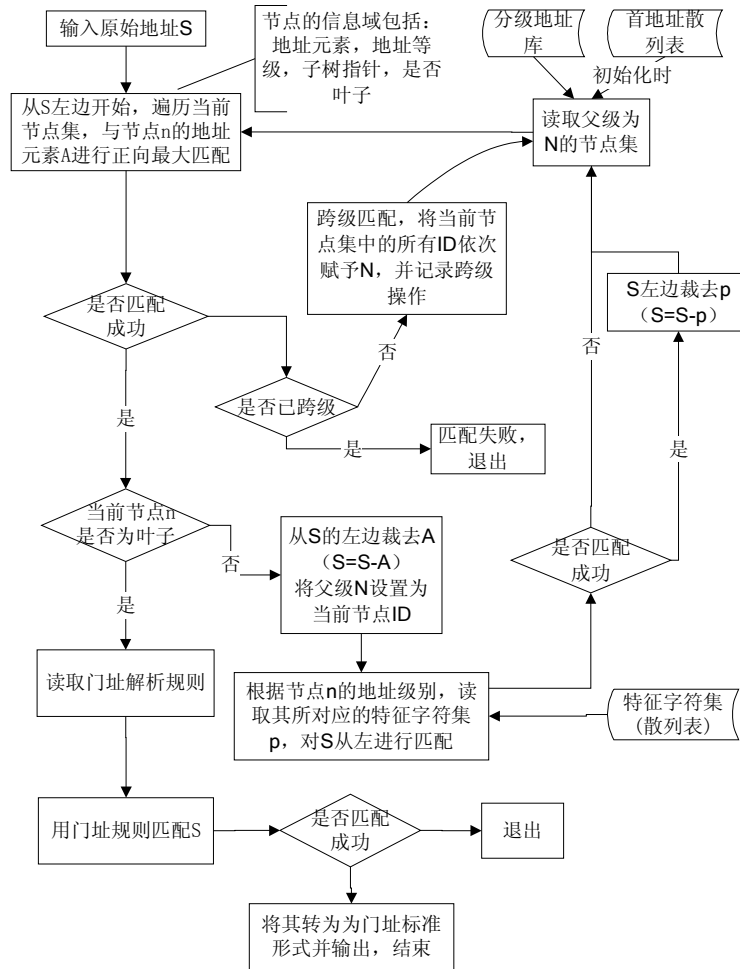 输入原始地址S
节点的信息域包括：
地址元素，地址等
级，子树指针，是否
叶子
分级地址
库
首地址散
列表
初始化时
从S左边开始，遍历当前
节点集，与节点n的地址
元素A进行正向最大匹配
读取父级为
N的节点集
跨级匹配，将当前节
点集中的所有ID依次
赋予N，并记录跨级
操作
S左边裁去p
（S=S-p）
是否匹配
成功
否
否
是否已跨级
是
是
匹配失败，
退出
是
当前节点n
是否为叶子
否
从S的左边裁去A
（S=S-A）
将父级N设置为
当前节点ID
是否匹配
成功
是
读取门址解析规则
根据节点n的地址级别，读
取其所对应的特征字符集
p，对S从左进行匹配
特征字符集
(散列表)
用门址规则匹配S
是否匹配
成功
退出
将其转为为门址标准
形式并输出，结束